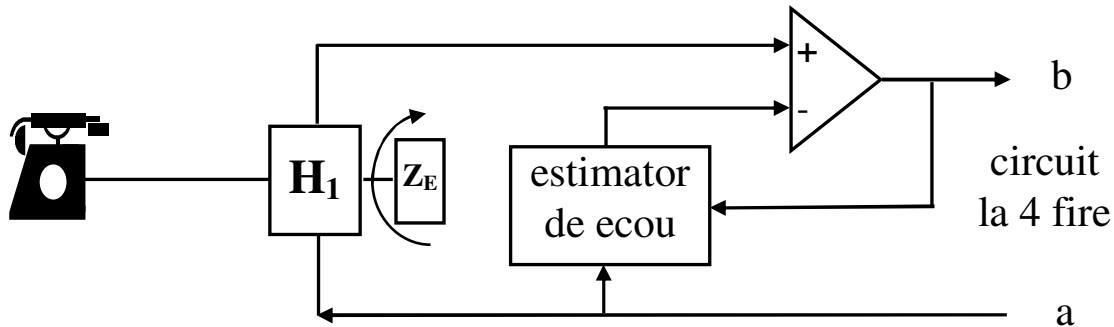 +
b
-
H1
ZE
estimator
de ecou
circuit
la 4 fire
a